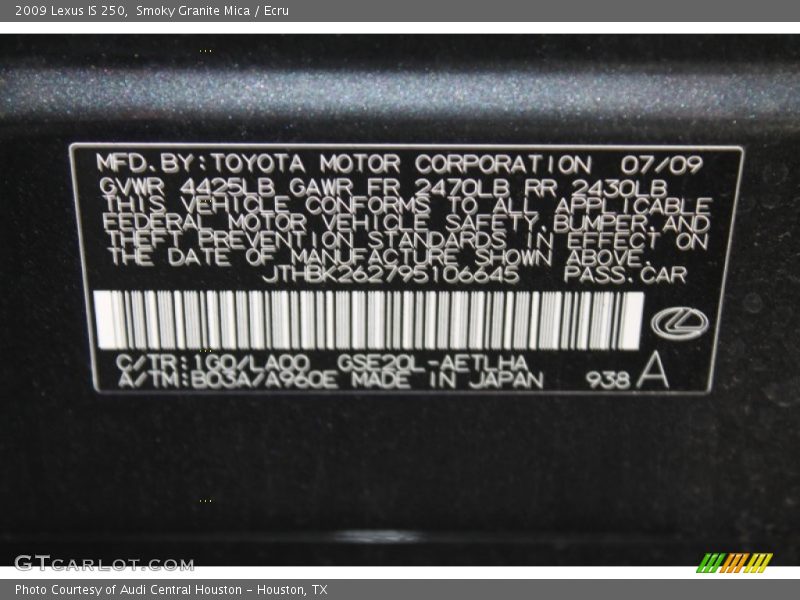 2009 Lexus IS 250, Smoky Granite Mica / Ecru
MFD. BY: TOYOTA MOTOR CORPORATION 07/09
GVWR 4425LB GAWR FR 2470LB RR 2430LB
THIS VEHICLE CONFORMS TO ALL APPLICABLE
FEDERAL MOTOR VEHICLE SAFETY, BUMPER, AND
THEFT PREVENTION STANDARDS IN EFFECT ON
THE DATE OF MANUFACTURE SHOWN ABOVE.
JTHBK262795106645 PASS. CAR
C/TR: 1G0/LA00 GSE20L-AETLHA
A/TM: B03A/A960E MADE IN JAPAN 938 A
GTCARLOT.COM
Photo Courtesy of Audi Central Houston - Houston, TX